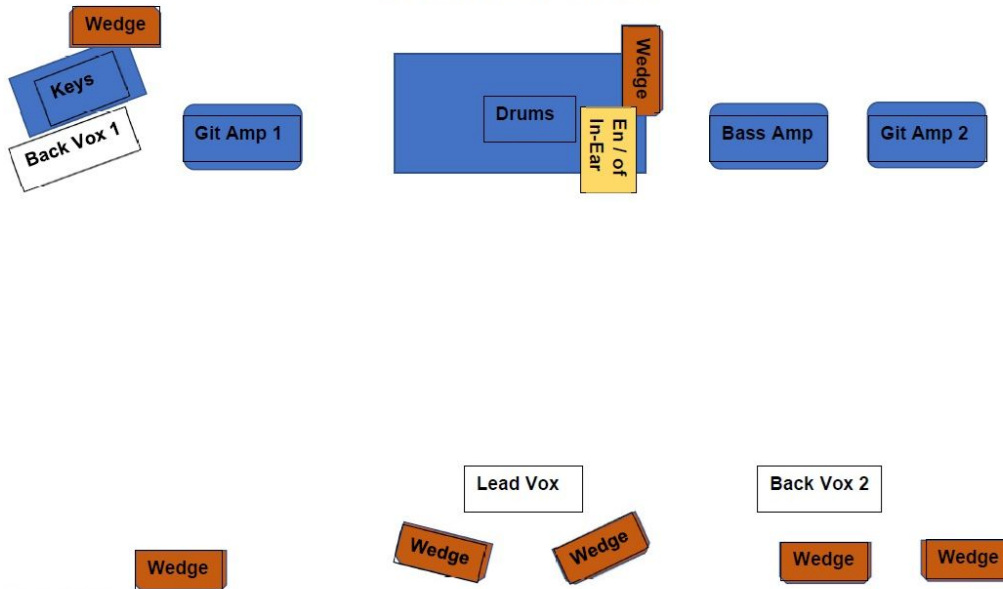 Wedge
Keys
Back Vox 1
Git Amp 1
Drums
Wedge
En / of
In-Ear
Bass Amp
Git Amp 2
Lead Vox
Back Vox 2
Wedge
Wedge
Wedge
Wedge
Wedge